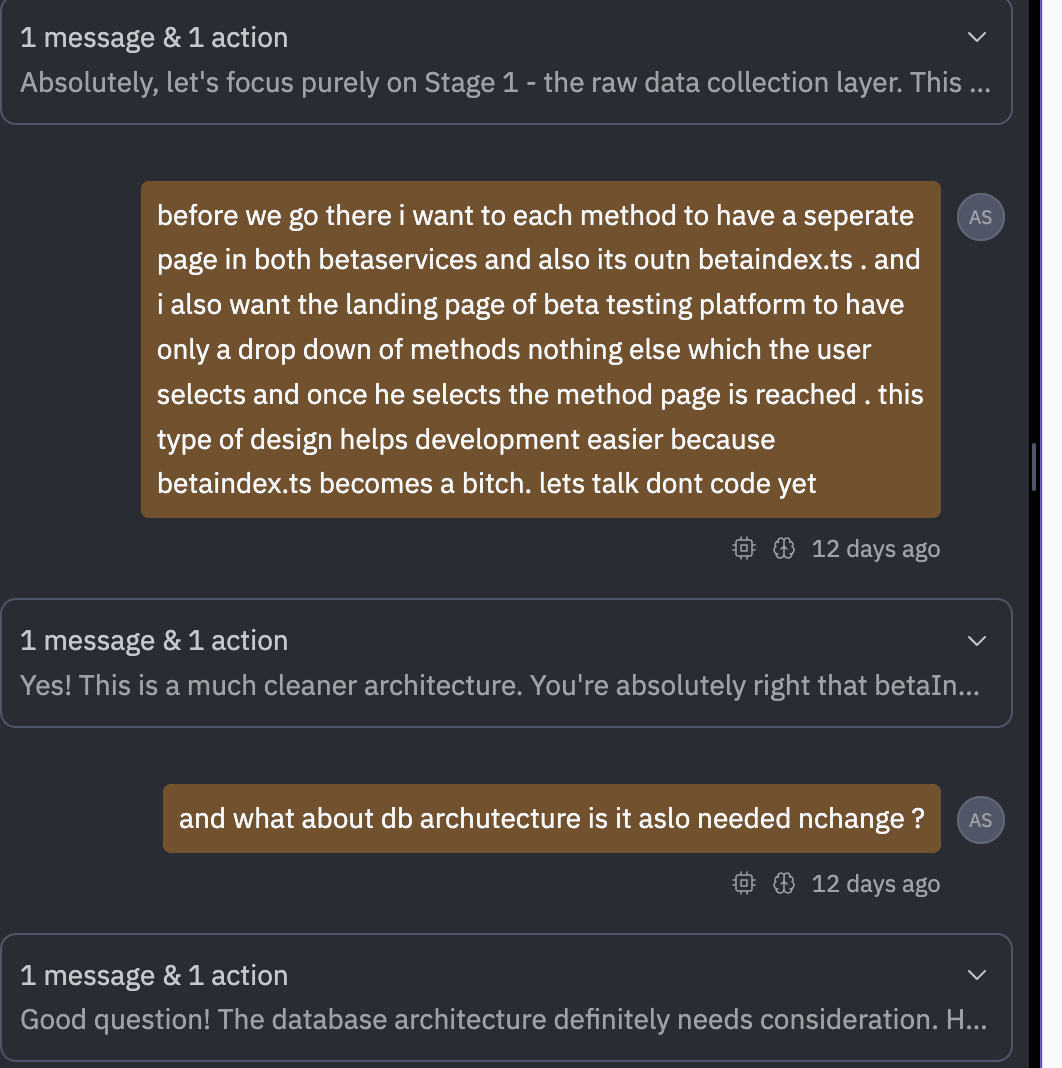 1 message & 1 action
Absolutely, let's focus purely on Stage 1 - the raw data collection layer. This ...
before we go there i want to each method to have a seperate
page in both betaservices and also its outn betaindex.ts . and
i also want the landing page of beta testing platform to have
only a drop down of methods nothing else which the user
selects and once he selects the method page is reached . this
type of design helps development easier because
betaindex.ts becomes a bitch. lets talk dont code yet
AS
12 days ago
1 message & 1 action
Yes! This is a much cleaner architecture. You're absolutely right that betaIn...
and what about db archutecture is it aslo needed nchange ?
AS
12 days ago
1 message & 1 action
Good question! The database architecture definitely needs consideration. H...